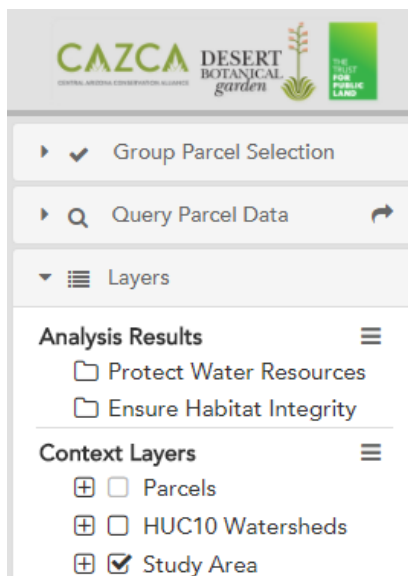 CAZCA
CENTRAL ARIZONA CONSERVATION ALLIANCE
DESERT
BOTANICAL
garden
THE
TRUST
FOR
PUBLIC
LAND
Group Parcel Selection
Query Parcel Data
Layers
Analysis Results
Protect Water Resources
Ensure Habitat Integrity
Context Layers
Parcels
HUC10 Watersheds
Study Area